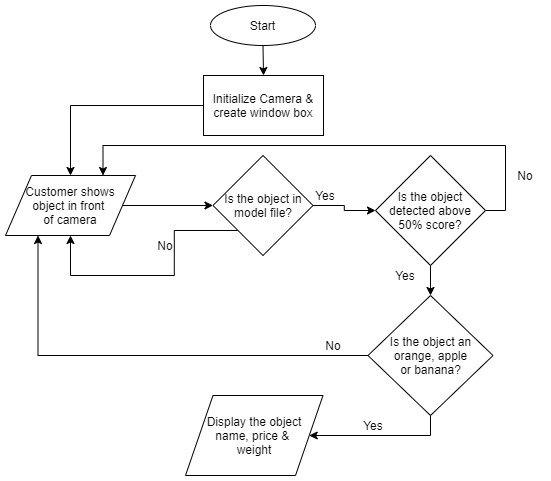 Start
Initialize Camera &
create window box
Customer shows
object in front
of camera
Is the object in
model file?
Yes
No
Is the object
detected above
50% score?
No
Yes
Is the object an
orange, apple
or banana?
No
Yes
Display the object
name, price &
weight